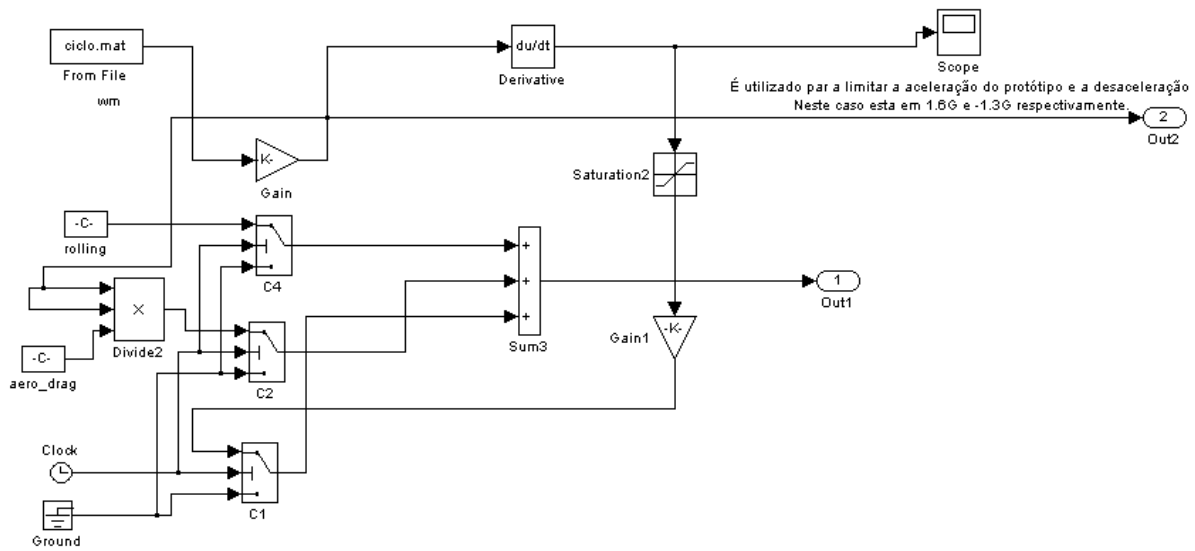 ciclo.mat
From File
wm
K-
Gain
du/dt
Derivative
Scope
É utilizado par a limitar a aceleração do protótipo e a desaceleração
Neste caso esta em 1.6G e -1.3G respectivamente.
2
Out2
Saturation2
-C-
rolling
C4
×
Divide2
-C-
aero_drag
C2
+
+
+
Sum3
1
Out1
-K-
Gain1
Clock
C1
Ground